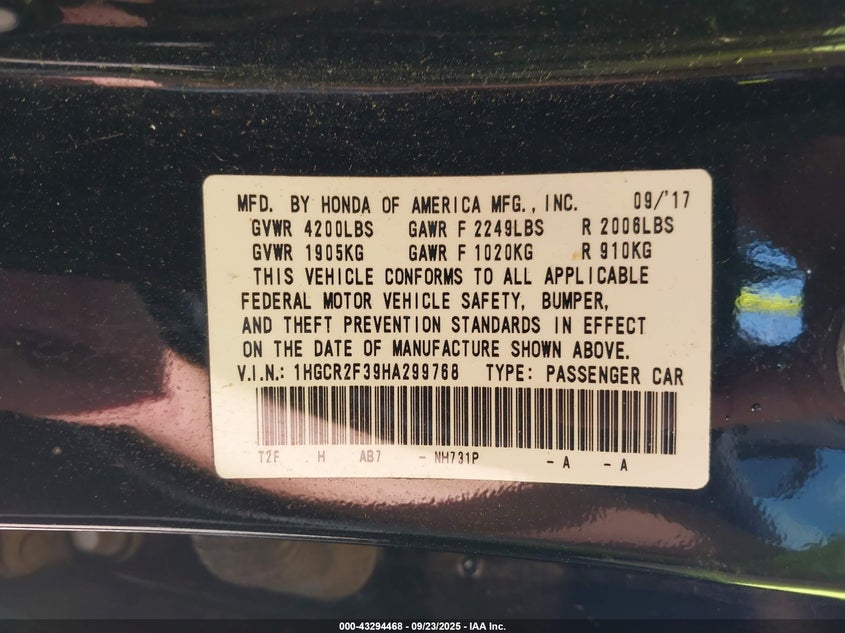 MFD. BY HONDA OF AMERICA MFG., INC. 09/'17
GVWR 4200LBS GAWR F 2249LBS R 2006LBS
GVWR 1905KG GAWR F 1020KG R 910KG
THIS VEHICLE CONFORMS TO ALL APPLICABLE
FEDERAL MOTOR VEHICLE SAFETY, BUMPER,
AND THEFT PREVENTION STANDARDS IN EFFECT
ON THE DATE OF MANUFACTURE SHOWN ABOVE.
V.I.N.: 1HGCR2F39HA299768 TYPE: PASSENGER CAR
T2F H AB7 - NH731P - A - A
000-43294468 - 09/23/2025 - IAA Inc.